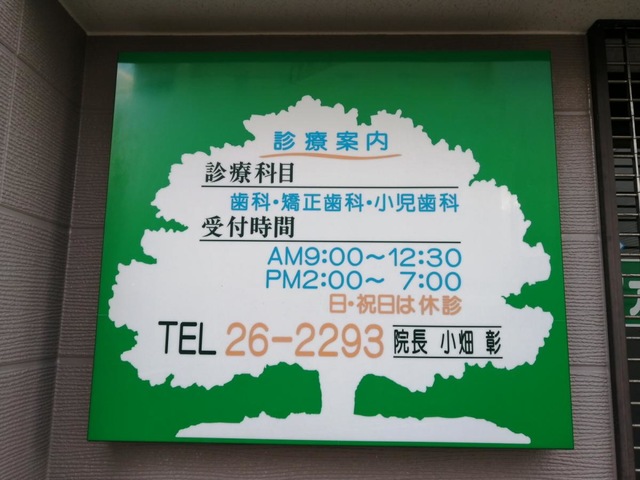 診療案内
診療科目
歯科・矯正歯科・小児歯科
受付時間
AM9:00〜12:30
PM2:00〜 7:00
日・祝日は休診
TEL 26-2293 院長 小畑 彰